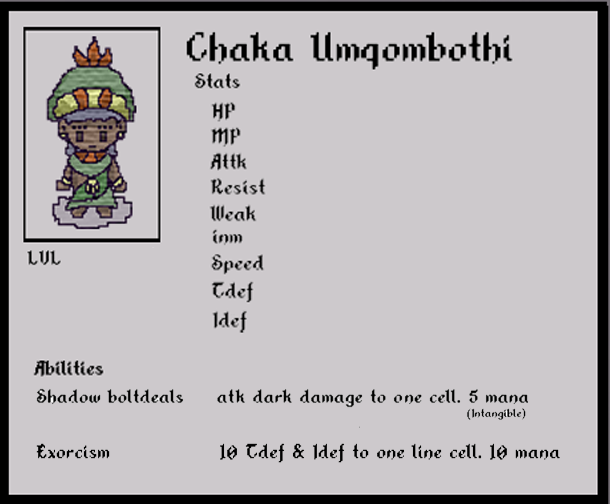 Chaka Umqombothi
Stats
HP
MP
Attk
Resist
Weak
inm
Speed
Tdef
Idef
LVL
Abilities
Shadow boltdeals atk dark damage to one cell. 5 mana
(Intangible)
Exorcism 10 Tdef & Idef to one line cell. 10 mana